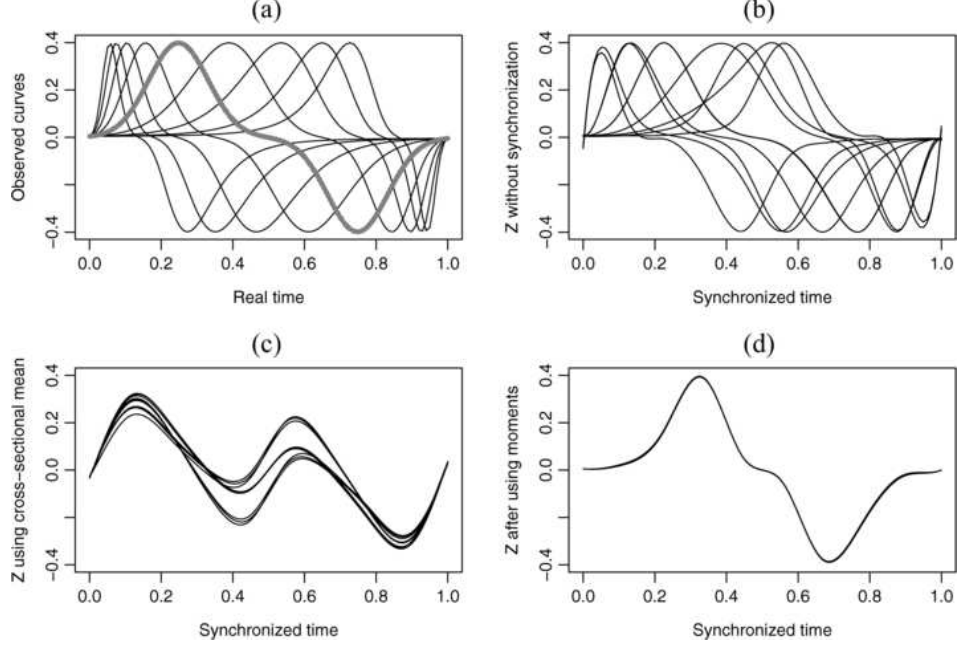 (a)
Observed curves
0.4
0.2
0.0
−0.4
0.0 0.2 0.4 0.6 0.8 1.0
Real time
(b)
Z without synchronization
0.4
0.2
0.0
−0.4
0.0 0.2 0.4 0.6 0.8 1.0
Synchronized time
(c)
Z using cross−sectional mean
0.4
0.2
0.0
−0.4
0.0 0.2 0.4 0.6 0.8 1.0
Synchronized time
(d)
Z after using moments
0.4
0.2
0.0
−0.4
0.0 0.2 0.4 0.6 0.8 1.0
Synchronized time